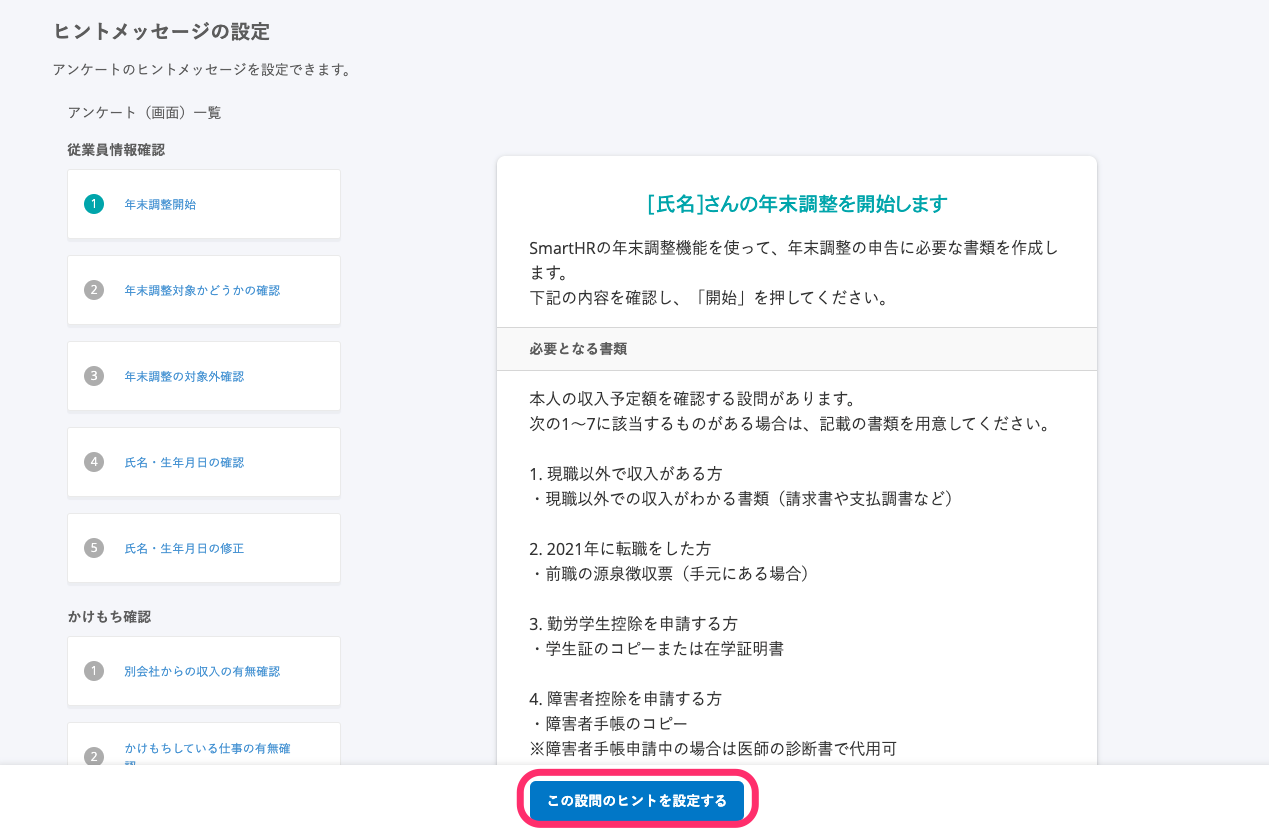 ヒントメッセージの設定
アンケートのヒントメッセージを設定できます。
アンケート（画面）一覧
従業員情報確認
1 年末調整開始
2 年末調整対象かどうかの確認
3 年末調整の対象外確認
4 氏名・生年月日の確認
5 氏名・生年月日の修正
かけもち確認
1 別会社からの収入の有無確認
2 かけもちしている仕事の有無確
認
[氏名]さんの年末調整を開始します
SmartHRの年末調整機能を使って、年末調整の申告に必要な書類を作成し
ます。
下記の内容を確認し、「開始」を押してください。
必要となる書類
本人の収入予定額を確認する設問があります。
次の1～7に該当するものがある場合は、記載の書類を用意してください。
1. 現職以外で収入がある方
・現職以外での収入がわかる書類（請求書や支払調書など）
2. 2021年に転職をした方
・前職の源泉徴収票（手元にある場合）
3. 勤労学生控除を申請する方
・学生証のコピーまたは在学証明書
4. 障害者控除を申請する方
・障害者手帳のコピー
※障害者手帳申請中の場合は医師の診断書で代用可
この設問のヒントを設定する